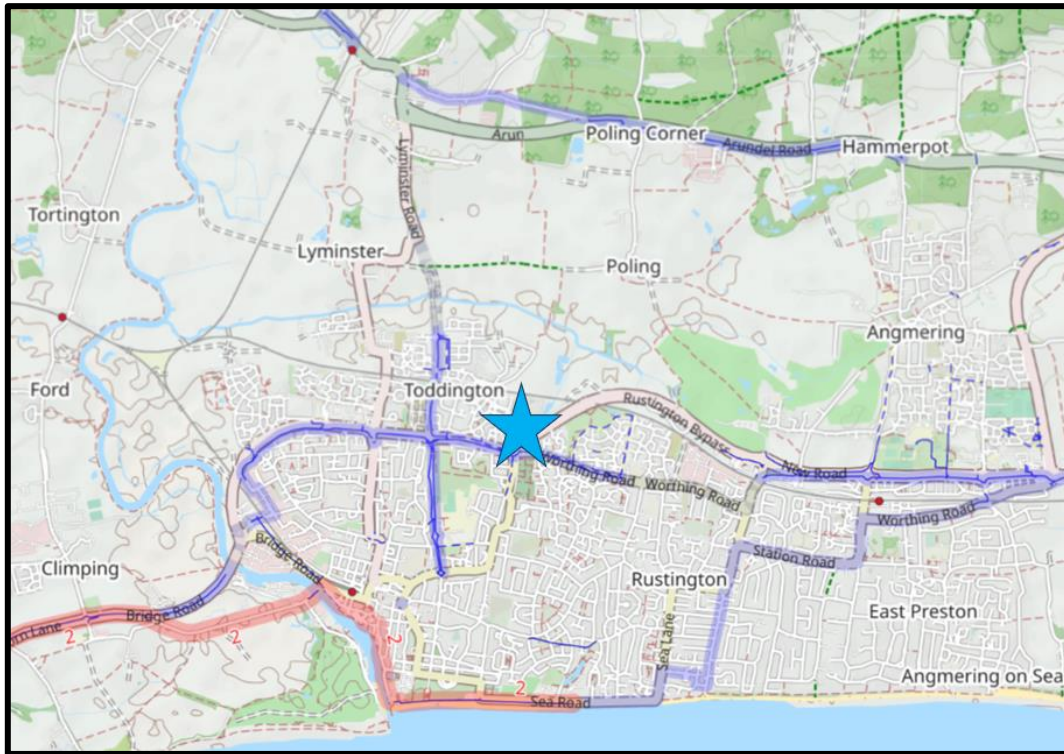 Arun
Poling Corner
Arundel Road
Hammerpot
Lyminster Road
Tortington
Lyminster
Poling
Angmering
Ford
Toddington
Rustington Bypass
Worthing Road
Worthing Road
New Road
Worthing Road
Station Road
Bridge Road
Climping
Rustington
East Preston
Bridge Road
2
2
2
Sea Lane
Angmering on Sea
2
Sea Road